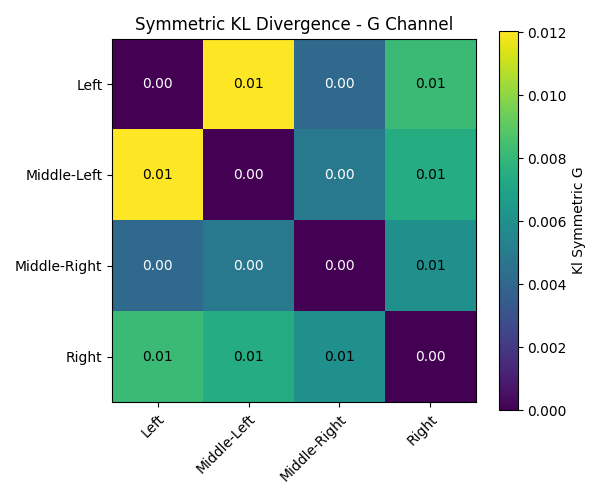 Symmetric KL Divergence - G Channel
Left 0.00 0.01 0.00 0.01
Middle-Left 0.01 0.00 0.00 0.01
Middle-Right 0.00 0.00 0.00 0.01
Right 0.01 0.01 0.01 0.00
Left Middle-Left Middle-Right Right
0.012
0.010
0.008
0.006
0.004
0.002
0.000
Kl Symmetric G